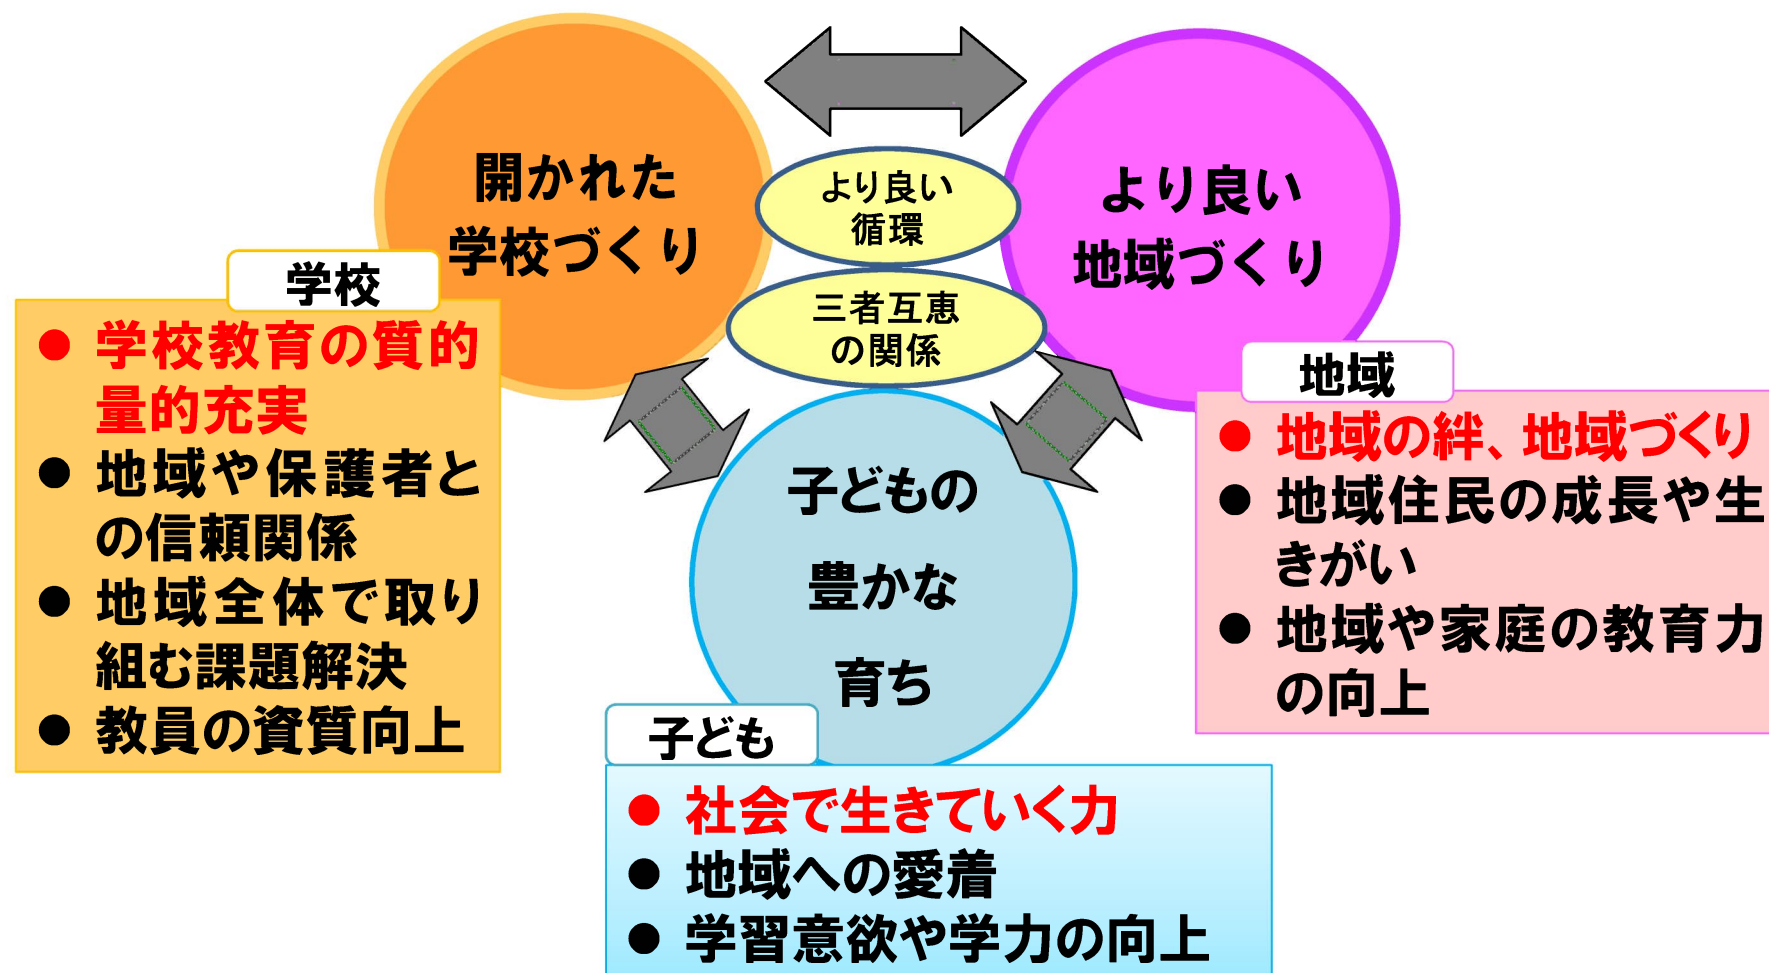 開かれた
学校づくり
より良い
循環
三者互恵
の関係
より良い
地域づくり
学校
● 学校教育の質的
量的充実
● 地域や保護者と
の信頼関係
● 地域全体で取り
組む課題解決
● 教員の資質向上
地域
● 地域の絆、地域づくり
● 地域住民の成長や生
きがい
● 地域や家庭の教育力
の向上
子どもの
豊かな
育ち
子ども
● 社会で生きていく力
● 地域への愛着
● 学習意欲や学力の向上